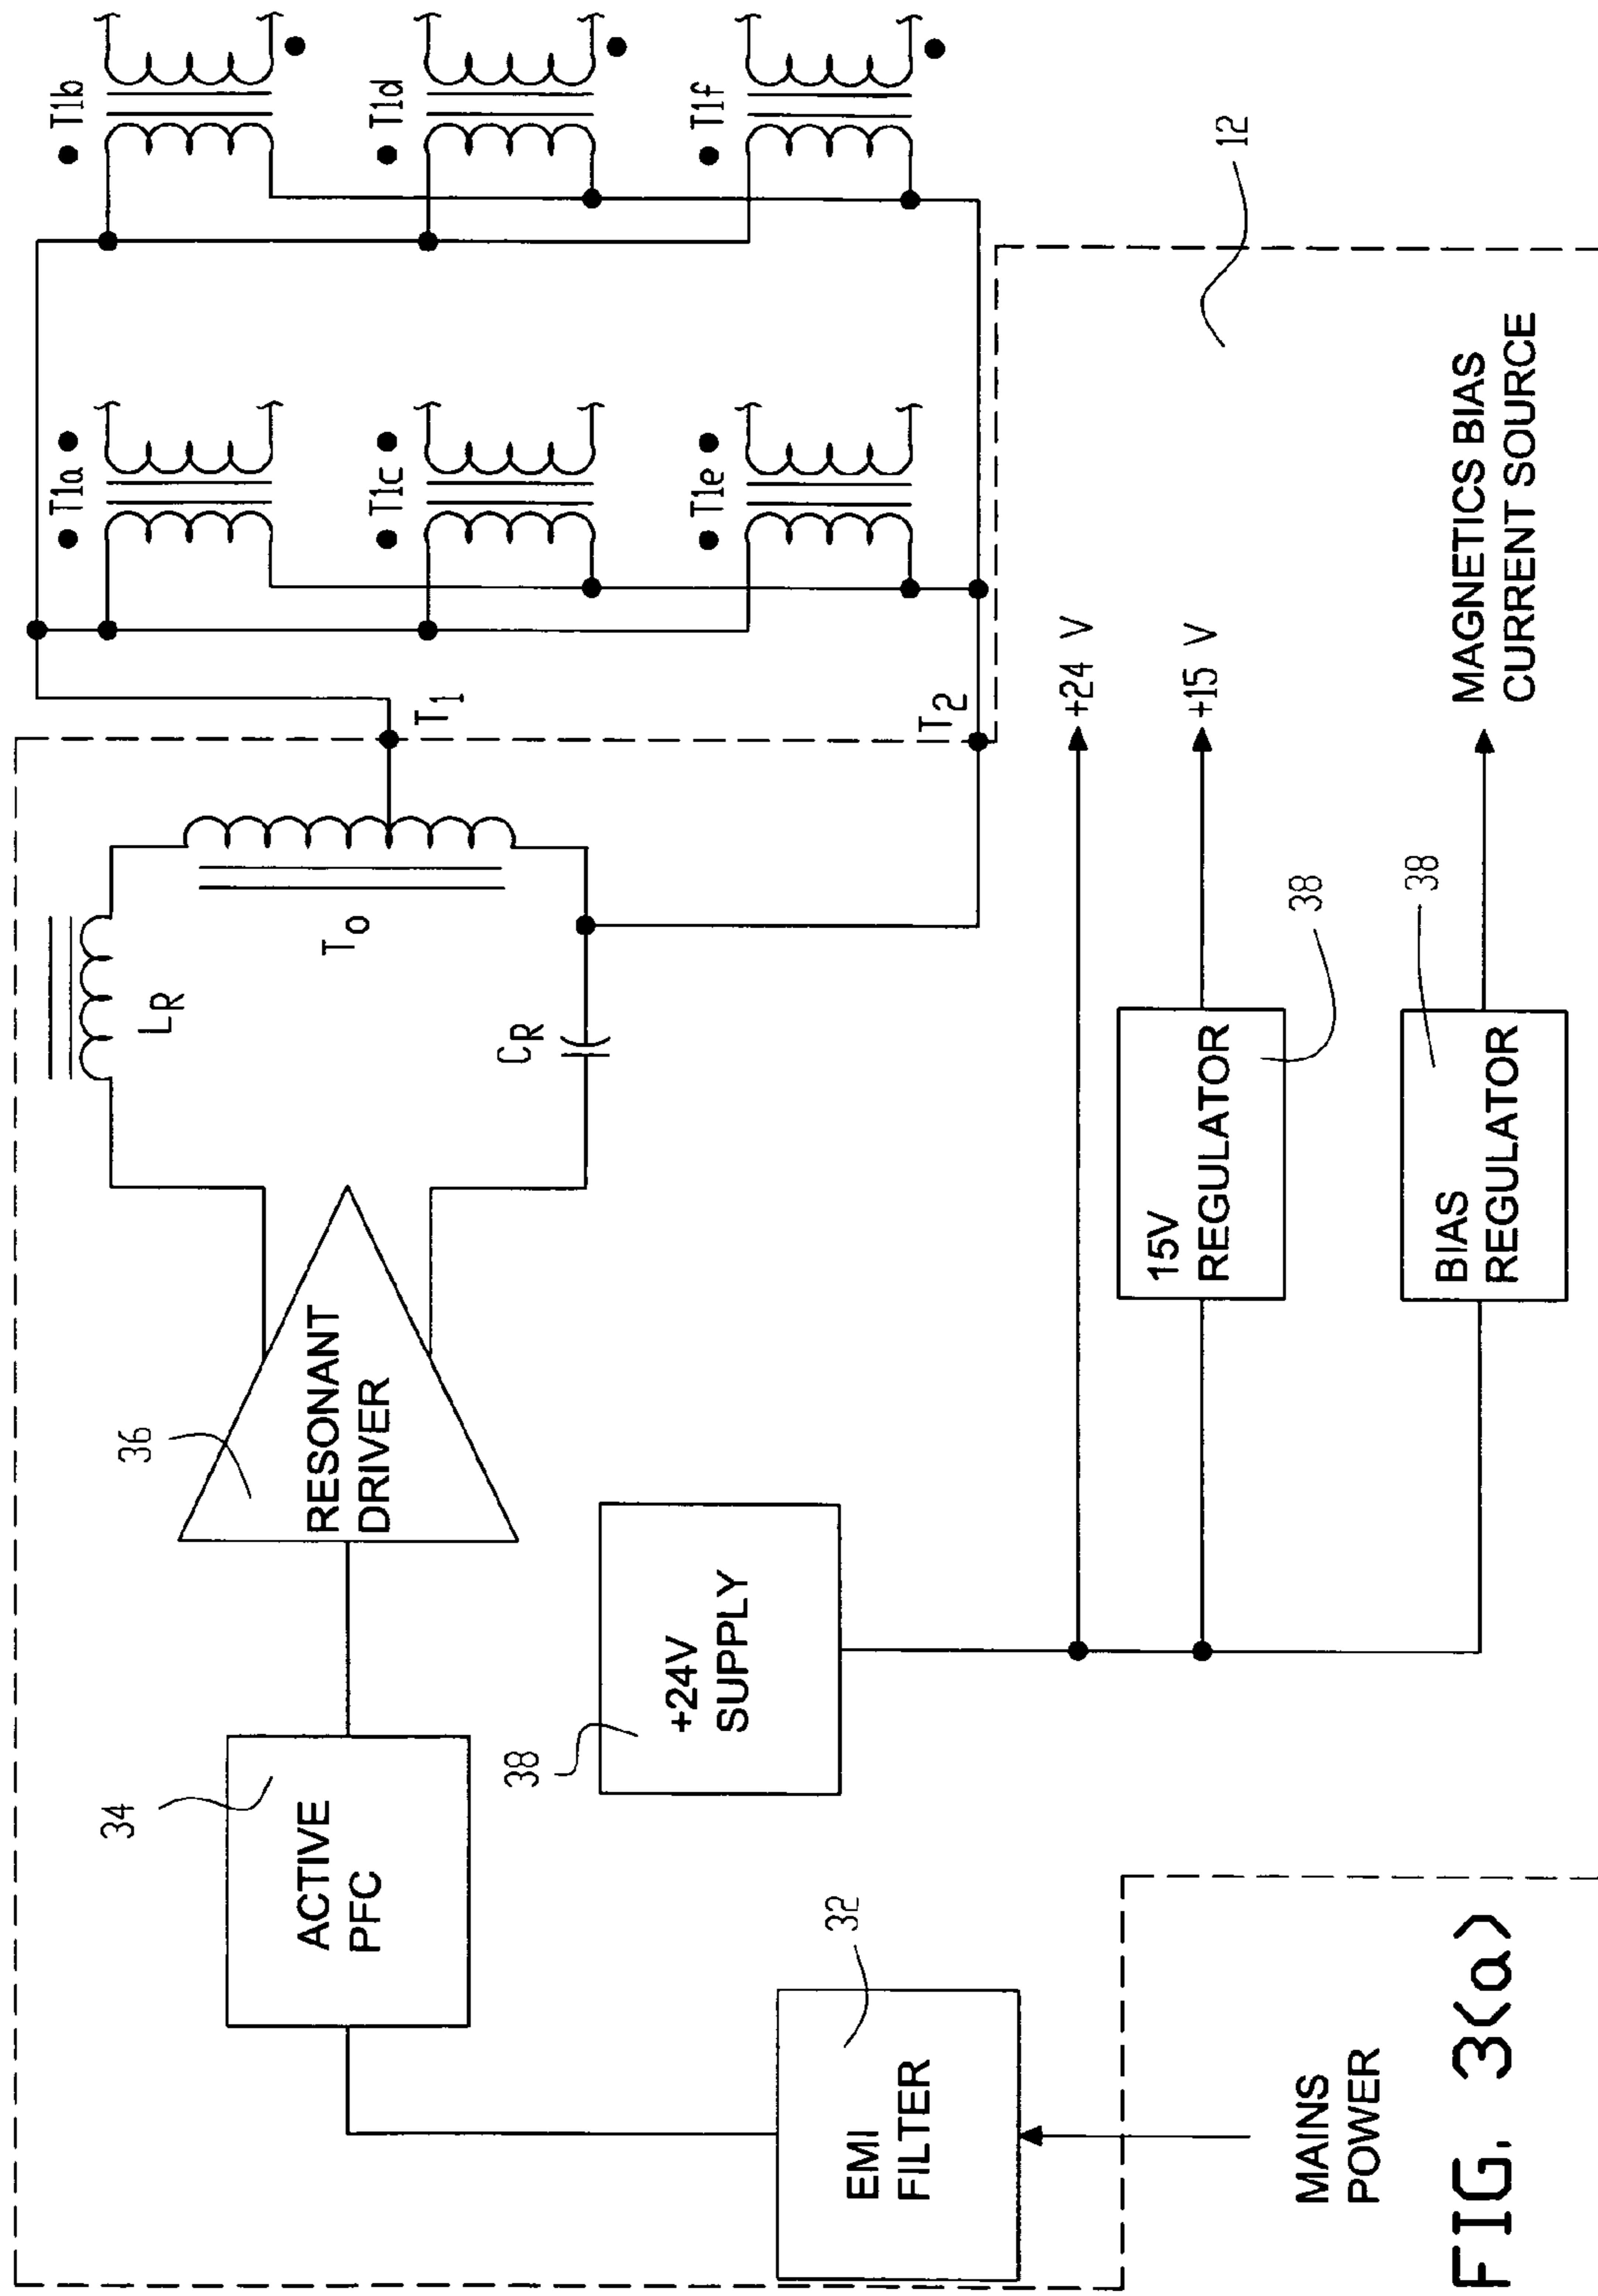 T1a
T1b
T1c
T1d
T1e
T1f
LR
T0
CR
T1
T2
36
RESONANT
DRIVER
34
ACTIVE
PFC
38
+24V
SUPPLY
32
EMI
FILTER
MAINS
POWER
+24 V
+15 V
15V
REGULATOR
38
BIAS
REGULATOR
38
MAGNETICS BIAS
CURRENT SOURCE
12
FIG. 3(a)